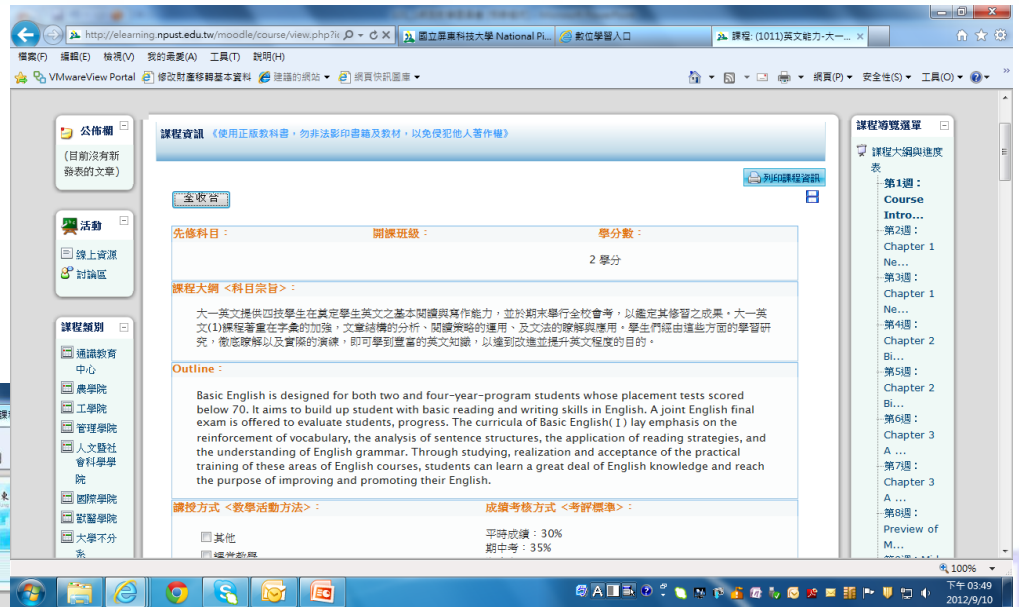 http://elearning.npust.edu.tw/moodle/course/view.php?ic
國立屏東科技大學 National Pi...
數位學習入口
課程: (1011)英文能力-大一...
檔案(F) 編輯(E) 檢視(V) 我的最愛(A) 工具(T) 說明(H)
VMwareView Portal 修改財產移轉基本資料 建議的網站 網頁快訊圖庫
網頁(P) 安全性(S) 工具(O)
公佈欄
(目前沒有新
發表的文章)
活動
線上資源
討論區
課程類別
通識教育
中心
農學院
工學院
管理學院
人文暨社
會科學學
院
國際學院
獸醫學院
大學不分
系
課程資訊 《使用正版教科書，勿非法影印書籍及教材，以免侵犯他人著作權》
列印課程資訊
全收合
先修科目： 開課班級： 學分數：
2 學分
課程大綱 <科目宗旨>：
大一英文提供四技學生在奠定學生英文之基本閱讀與寫作能力，並於期末舉行全校會考，以鑑定其修習之成果。大一英
文(1)課程著重在字彙的加強，文章結構的分析、閱讀策略的運用、及文法的瞭解與應用。學生們經由這些方面的學習研
究，徹底瞭解以及實際的演練，即可學到豐富的英文知識，以達到改進並提升英文程度的目的。
Outline：
Basic English is designed for both two and four-year-program students whose placement tests scored
below 70. It aims to build up student with basic reading and writing skills in English. A joint English final
exam is offered to evaluate students, progress. The curricula of Basic English(Ⅰ) lay emphasis on the
reinforcement of vocabulary, the analysis of sentence structures, the application of reading strategies, and
the understanding of English grammar. Through studying, realization and acceptance of the practical
training of these areas of English courses, students can learn a great deal of English knowledge and reach
the purpose of improving and promoting their English.
講授方式 <教學活動方法>： 成績考核方式 <考評標準>：
其他
課堂教學
平時成績：30%
期中考：35%
課程導覽選單
課程大綱與進度
表
第1週：
Course
Intro...
第2週：
Chapter 1
Ne...
第3週：
Chapter 1
Ne...
第4週：
Chapter 2
Bi...
第5週：
Chapter 2
Bi...
第6週：
Chapter 3
A ...
第7週：
Chapter 3
A ...
第8週：
Preview of
M...
100%
下午 03:49
2012/9/10